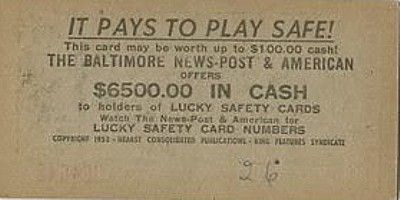 IT PAYS TO PLAY SAFE!
This card may be worth up to $100.00 cash!
THE BALTIMORE NEWS-POST & AMERICAN
OFFERS
$6500.00 IN CASH
to holders of LUCKY SAFETY CARDS
Watch The News-Post & American for
LUCKY SAFETY CARD NUMBERS
COPYRIGHT 1953 - HEARST CONSOLIDATED PUBLICATIONS - KING FEATURES SYNDICATE
26